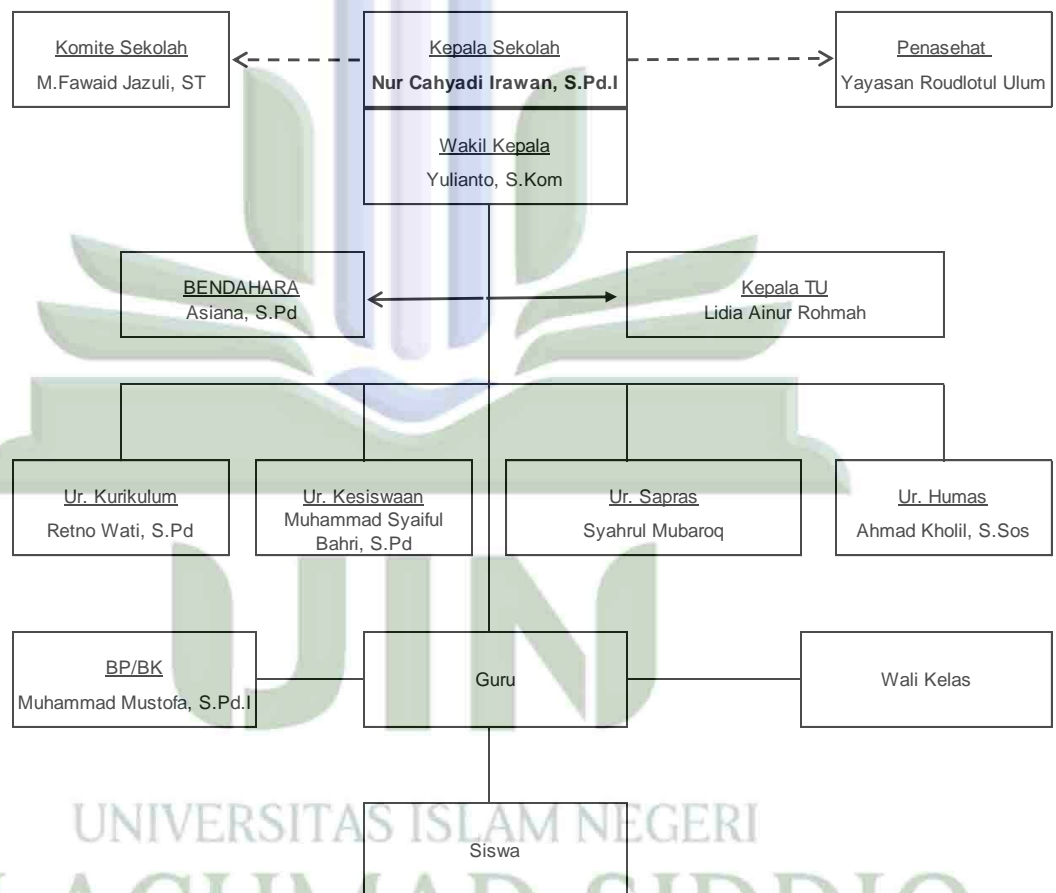 Komite Sekolah
M.Fawaid Jazuli, ST
Kepala Sekolah
Nur Cahyadi Irawan, S.Pd.I
Penasehat
Yayasan Roudlotul Ulum
Wakil Kepala
Yulianto, S.Kom
BENDAHARA
Asiana, S.Pd
Kepala TU
Lidia Ainur Rohmah
Ur. Kurikulum
Retno Wati, S.Pd
Ur. Kesiswaan
Muhammad Syaiful
Bahri, S.Pd
Ur. Sapras
Syahrul Mubaroq
Ur. Humas
Ahmad Kholil, S.Sos
BP/BK
Muhammad Mustofa, S.Pd.I
Guru
Wali Kelas
UIN
UNIVERSITAS ISLAM NEGERI
Siswa